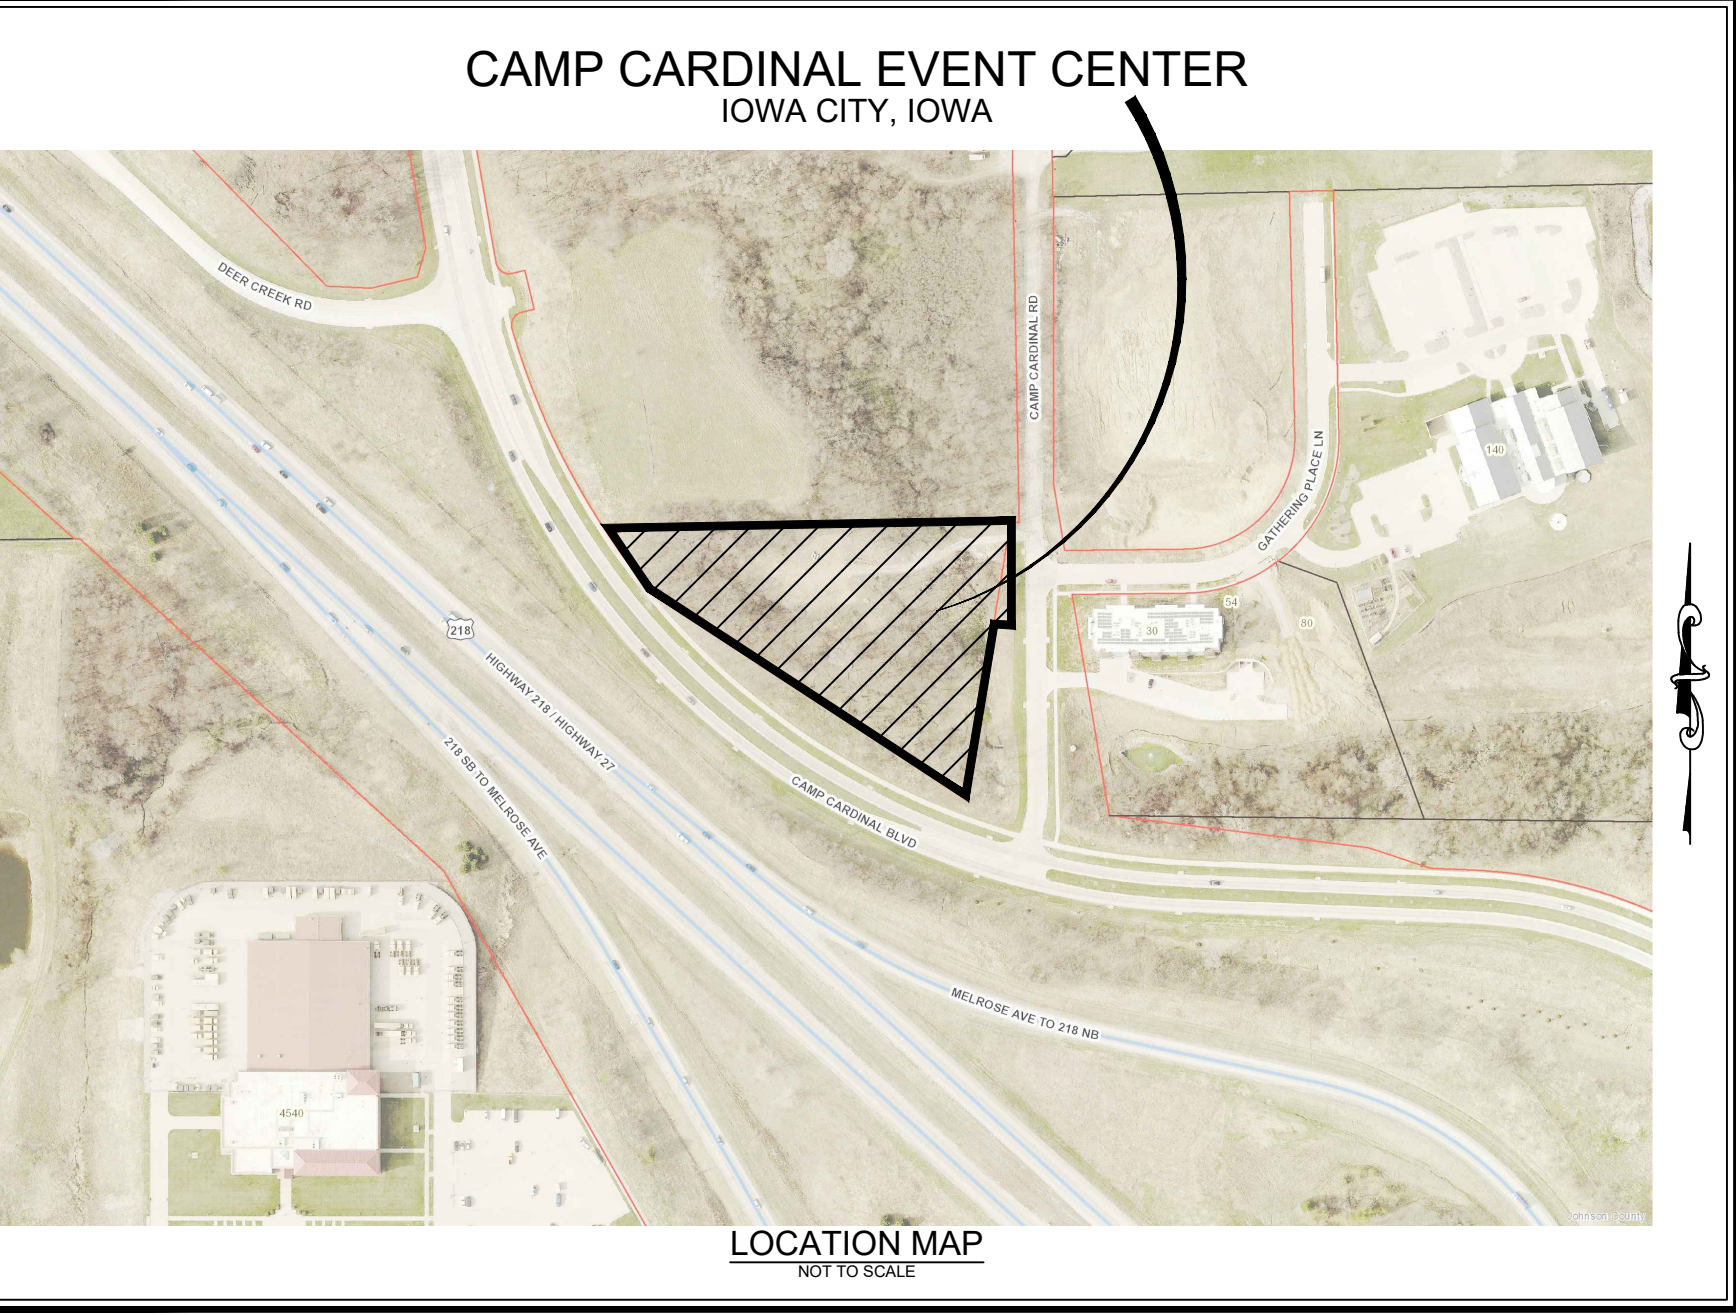 CAMP CARDINAL EVENT CENTER
IOWA CITY, IOWA
DEER CREEK RD
CAMP CARDINAL RD
GATHERING PLACE LN
140
54
80
30
218
HIGHWAY 218 / HIGHWAY 27
218 SB TO MELROSE AVE
CAMP CARDINAL BLVD
MELROSE AVE TO 218 NB
4540
Johnson County
LOCATION MAP
NOT TO SCALE